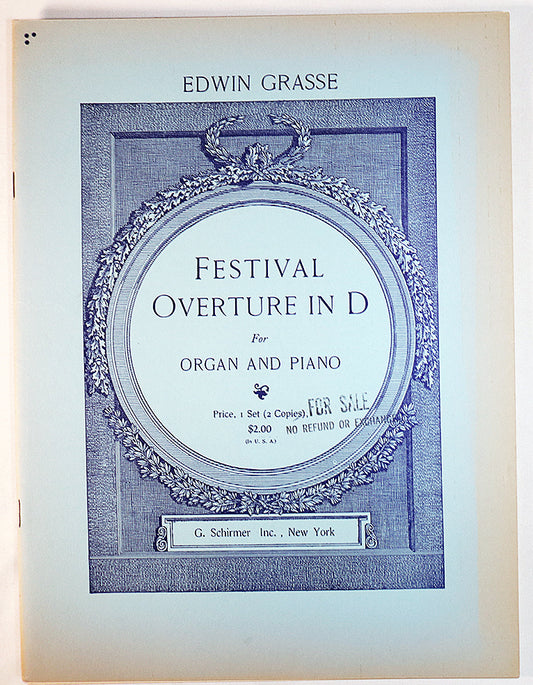 EDWIN GRASSE
FESTIVAL
OVERTURE IN D
For
ORGAN AND PIANO
Price, 1 Set (2 Copies),
$2.00
(In U. S. A.)
FOR SALE
NO REFUND OR EXCHANGE
G. Schirmer Inc., New York